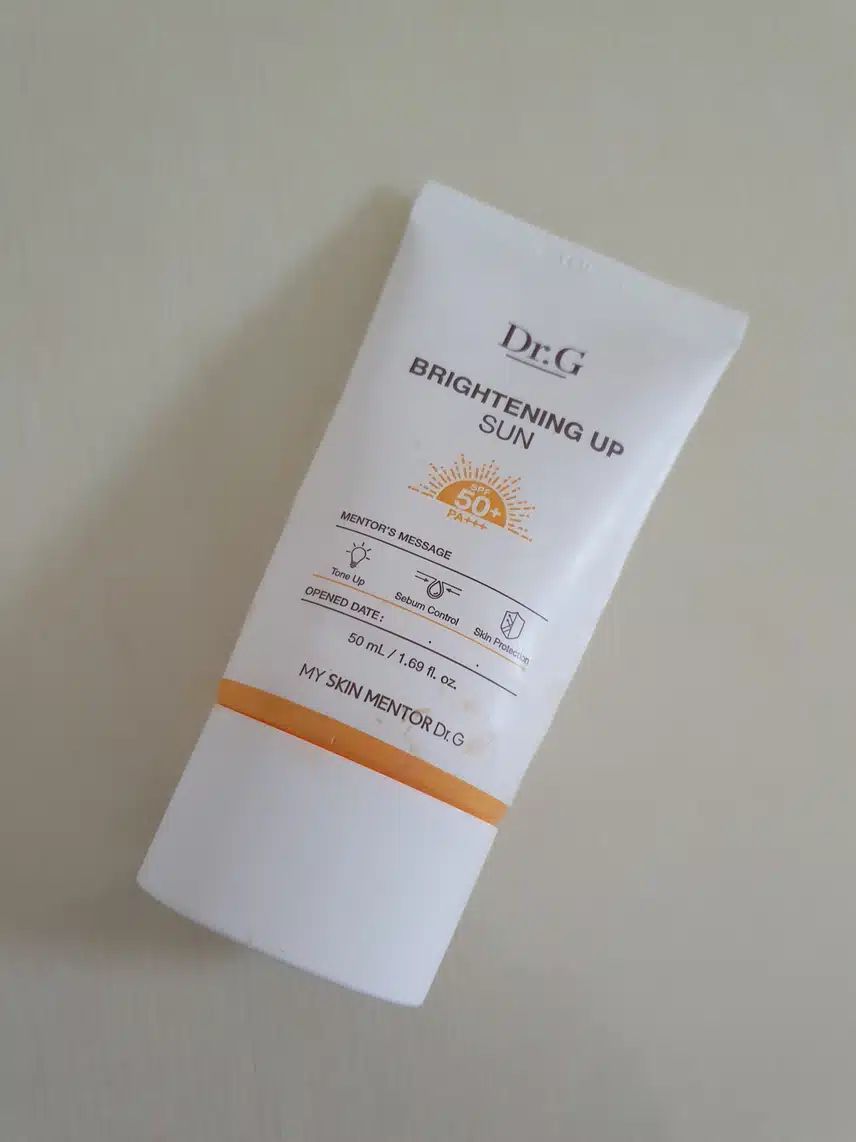 Dr.G
BRIGHTENING UP
SUN
SPF
50+
PA+++
MENTOR'S MESSAGE
Tone Up
Sebum Control
Skin Protection
OPENED DATE: . .
50 mL / 1.69 fl. oz.
MY SKIN MENTOR Dr.G